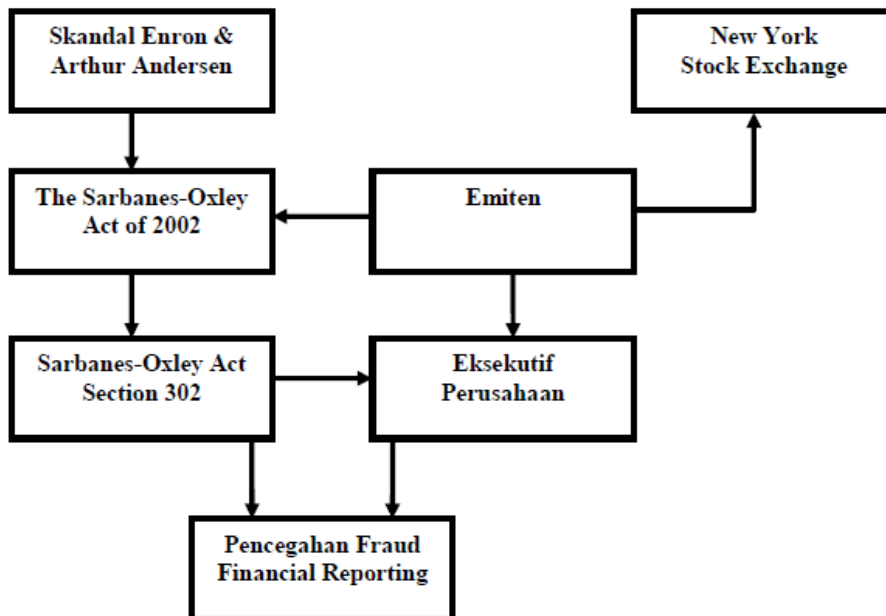 Skandal Enron &
Arthur Andersen
New York
Stock Exchange
The Sarbanes-Oxley
Act of 2002
Emiten
Sarbanes-Oxley Act
Section 302
Eksekutif
Perusahaan
Pencegahan Fraud
Financial Reporting